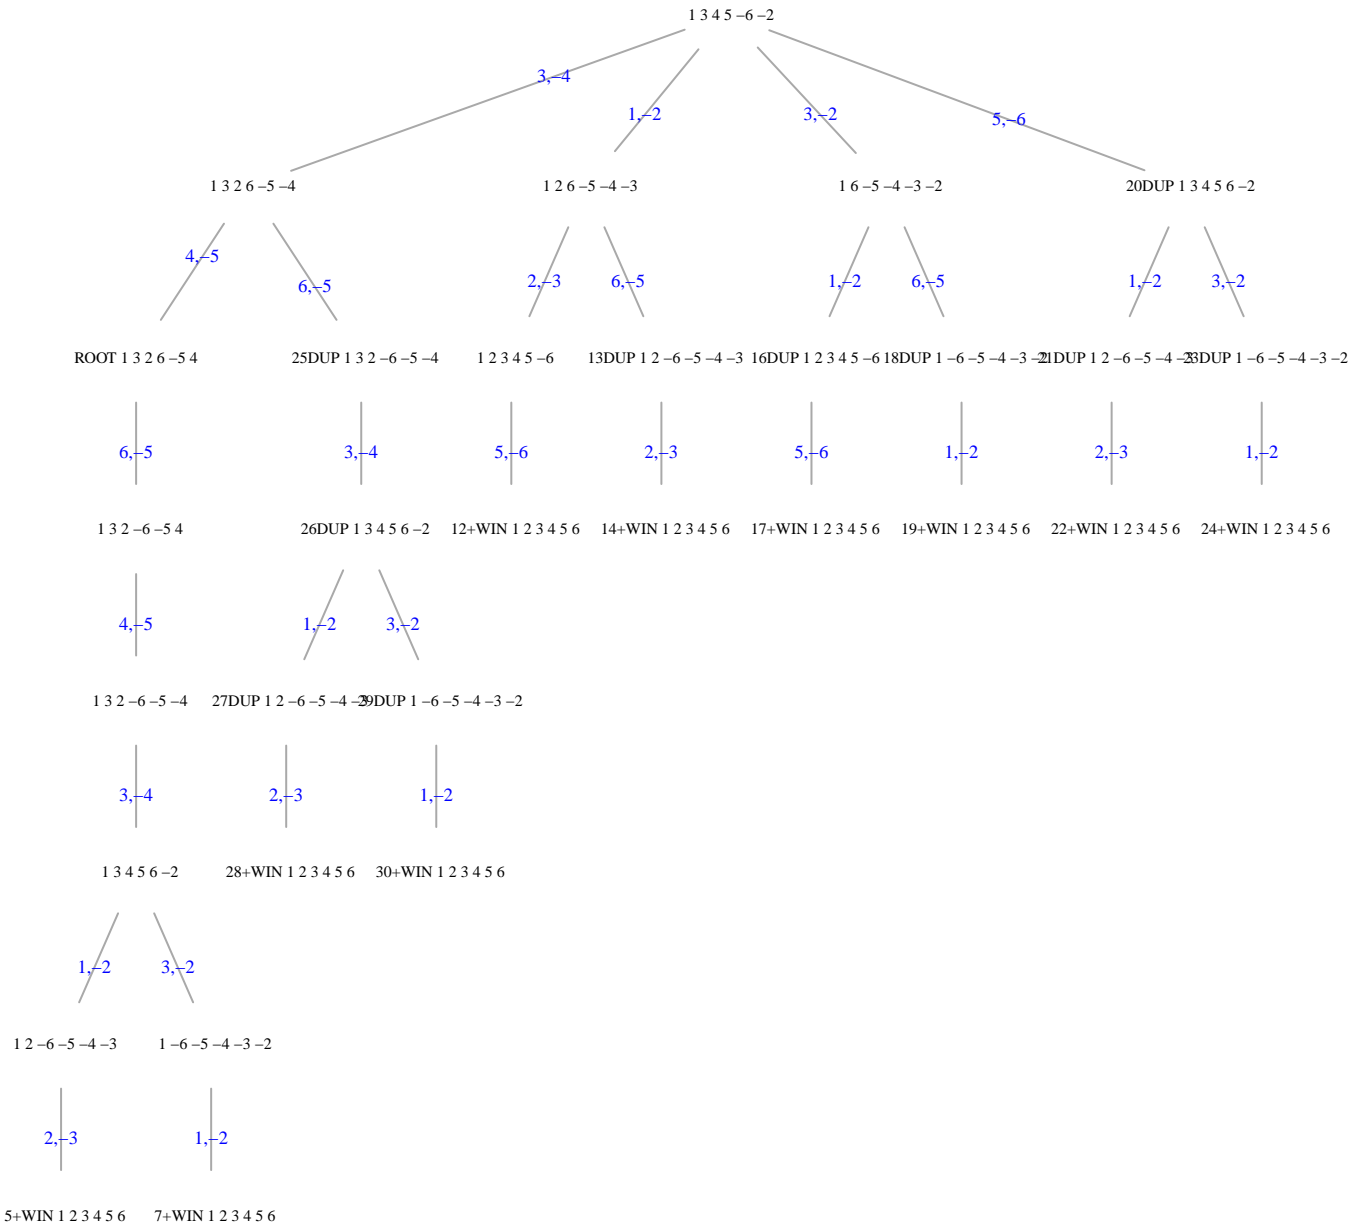 1 3 4 5 –6 –2
3,–4
1,–2
3,–2
5,–6
1 3 2 6 –5 –4
1 2 6 –5 –4 –3
1 6 –5 –4 –3 –2
20DUP 1 3 4 5 6 –2
4,–5
6,–5
2,–3
6,–5
1,–2
6,–5
1,–2
3,–2
ROOT 1 3 2 6 –5 4
25DUP 1 3 2 –6 –5 –4
1 2 3 4 5 –6
13DUP 1 2 –6 –5 –4 –3
16DUP 1 2 3 4 5 –6
18DUP 1 –6 –5 –4 –3 –2
21DUP 1 2 –6 –5 –4 –3
23DUP 1 –6 –5 –4 –3 –2
6,–5
3,–4
5,–6
2,–3
5,–6
1,–2
2,–3
1,–2
1 3 2 –6 –5 4
26DUP 1 3 4 5 6 –2
12+WIN 1 2 3 4 5 6
14+WIN 1 2 3 4 5 6
17+WIN 1 2 3 4 5 6
19+WIN 1 2 3 4 5 6
22+WIN 1 2 3 4 5 6
24+WIN 1 2 3 4 5 6
4,–5
1,–2
3,–2
1 3 2 –6 –5 –4
27DUP 1 2 –6 –5 –4 –3
29DUP 1 –6 –5 –4 –3 –2
3,–4
2,–3
1,–2
1 3 4 5 6 –2
28+WIN 1 2 3 4 5 6
30+WIN 1 2 3 4 5 6
1,–2
3,–2
1 2 –6 –5 –4 –3
1 –6 –5 –4 –3 –2
2,–3
1,–2
5+WIN 1 2 3 4 5 6
7+WIN 1 2 3 4 5 6